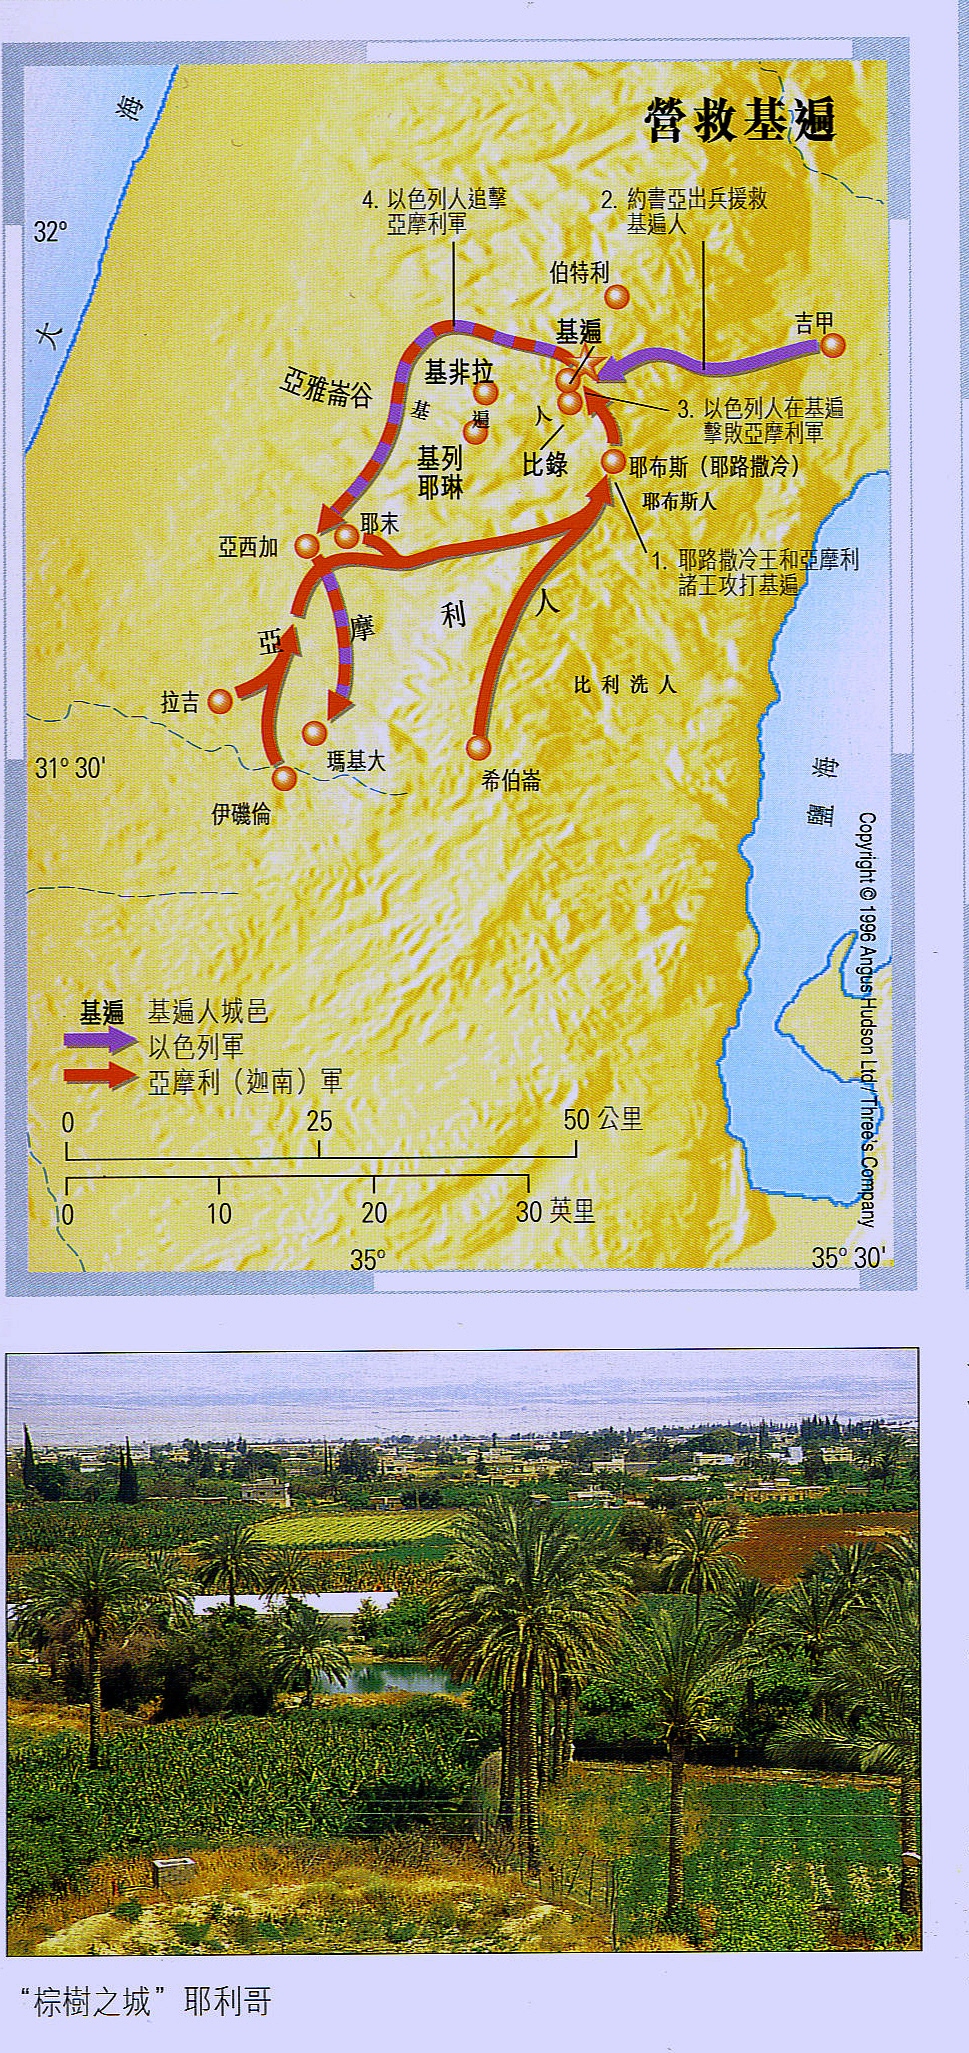 營救基遍
海
大
32º
4. 以色列人追擊
亞摩利軍
2. 約書亞出兵援救
基遍人
伯特利
基遍
吉甲
亞雅崙谷
基非拉
基
遍
人
3. 以色列人在基遍
擊敗亞摩利軍
基列
耶琳
比錄
耶布斯（耶路撒冷）
耶布斯人
耶末
亞西加
1. 耶路撒冷王和亞摩利
諸王攻打基遍
亞
摩
利
人
比利洗人
拉吉
瑪基大
希伯崙
31º 30'
伊磯倫
海
鹽
Copyright © 1996 Angus Hudson Ltd / Three's Company
基遍 基遍人城邑
以色列軍
亞摩利（迦南）軍
0 25 50 公里
0 10 20 30 英里
35º
35º 30'
“棕樹之城” 耶利哥